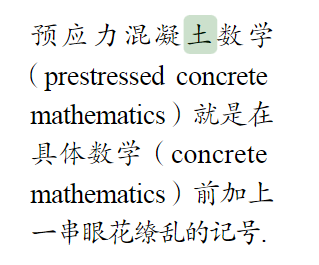 预应力混凝土数学
（prestressed concrete
mathematics）就是在
具体数学（concrete
mathematics）前加上
一串眼花缭乱的记号.